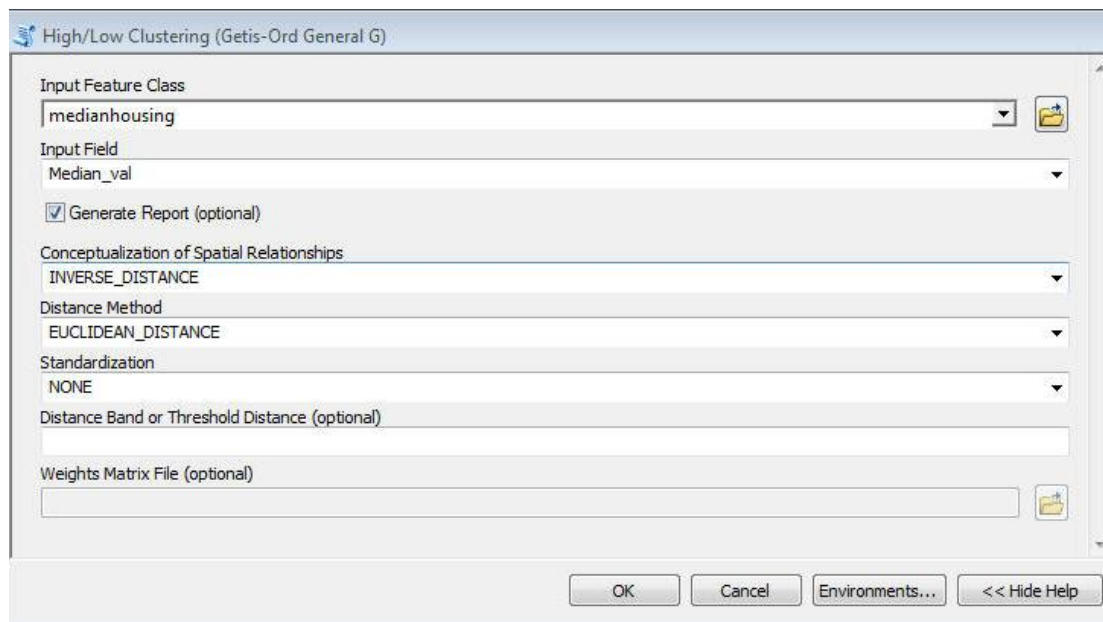 High/Low Clustering (Getis-Ord General G)
Input Feature Class
medianhousing
Input Field
Median_val
Generate Report (optional)
Conceptualization of Spatial Relationships
INVERSE_DISTANCE
Distance Method
EUCLIDEAN_DISTANCE
Standardization
NONE
Distance Band or Threshold Distance (optional)
Weights Matrix File (optional)
OK Cancel Environments... << Hide Help